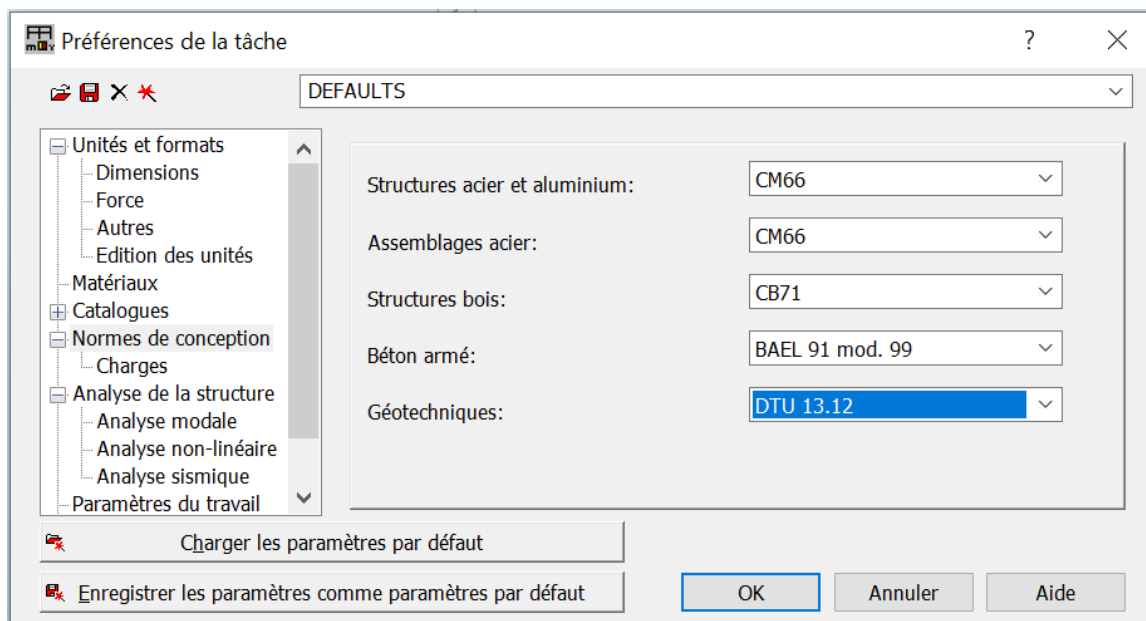 Préférences de la tâche
DEFAULTS
Unités et formats
Dimensions
Force
Autres
Edition des unités
Matériaux
Catalogues
Normes de conception
Charges
Analyse de la structure
Analyse modale
Analyse non-linéaire
Analyse sismique
Paramètres du travail
Structures acier et aluminium: CM66
Assemblages acier: CM66
Structures bois: CB71
Béton armé: BAEL 91 mod. 99
Géotechniques: DTU 13.12
Charger les paramètres par défaut
Enregistrer les paramètres comme paramètres par défaut
OK Annuler Aide